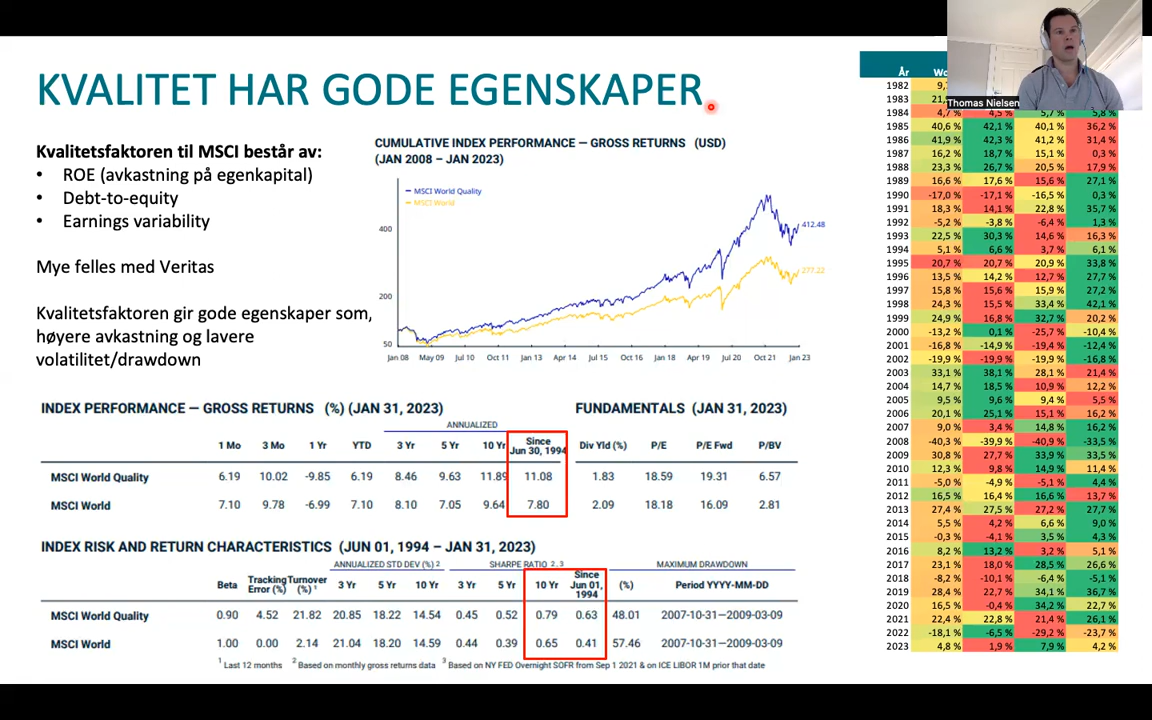 KVALITET HAR GODE EGENSKAPER
Thomas Nielsen
Kvalitetsfaktoren til MSCI består av:
• ROE (avkastning på egenkapital)
• Debt-to-equity
• Earnings variability
Mye felles med Veritas
Kvalitetsfaktoren gir gode egenskaper som,
høyere avkastning og lavere
volatilitet/drawdown
CUMULATIVE INDEX PERFORMANCE — GROSS RETURNS (USD)
(JAN 2008 – JAN 2023)
MSCI World Quality
MSCI World
400
200
50
412.48
277.22
Jan 08 May 09 Jul 10 Oct 11 Jan 13 Apr 14 Jul 15 Oct 16 Jan 18 Apr 19 Jul 20 Oct 21 Jan 23
INDEX PERFORMANCE — GROSS RETURNS (%) (JAN 31, 2023)
ANNUALIZED
1 Mo 3 Mo 1 Yr YTD 3 Yr 5 Yr 10 Yr Since Jun 30, 1994
MSCI World Quality 6.19 10.02 -9.85 6.19 8.46 9.63 11.89 11.08
MSCI World 7.10 9.78 -6.99 7.10 8.10 7.05 9.64 7.80
FUNDAMENTALS (JAN 31, 2023)
Div Yld (%) P/E P/E Fwd P/BV
1.83 18.59 19.31 6.57
2.09 18.18 16.09 2.81
INDEX RISK AND RETURN CHARACTERISTICS (JUN 01, 1994 – JAN 31, 2023)
ANNUALIZED STD DEV (%) 2 SHARPE RATIO 2,3 MAXIMUM DRAWDOWN
Beta Tracking Error (%) Turnover (%) 1 3 Yr 5 Yr 10 Yr 3 Yr 5 Yr 10 Yr Since Jun 01, 1994 (%) Period YYYY-MM-DD
MSCI World Quality 0.90 4.52 21.82 20.85 18.22 14.54 0.45 0.52 0.79 0.63 48.01 2007-10-31—2009-03-09
MSCI World 1.00 0.00 2.14 21.04 18.20 14.59 0.44 0.39 0.65 0.41 57.46 2007-10-31—2009-03-09
1 Last 12 months 2 Based on monthly gross returns data 3 Based on NY FED Overnight SOFR from Sep 1 2021 & on ICE LIBOR 1M prior that date
År
1982
1983
1984 4,7 % 4,5 % 5,7 % 5,8 %
1985 40,6 % 42,1 % 40,1 % 36,2 %
1986 41,9 % 42,3 % 41,2 % 31,4 %
1987 16,2 % 18,7 % 15,1 % 0,3 %
1988 23,3 % 26,7 % 20,5 % 17,9 %
1989 16,6 % 17,6 % 15,6 % 27,1 %
1990 -17,0 % -17,1 % -16,5 % 0,3 %
1991 18,3 % 14,1 % 22,8 % 35,7 %
1992 -5,2 % -3,8 % -6,4 % 1,3 %
1993 22,5 % 30,3 % 14,6 % 16,3 %
1994 5,1 % 6,6 % 3,7 % 6,1 %
1995 20,7 % 20,7 % 20,9 % 33,8 %
1996 13,5 % 14,2 % 12,7 % 27,7 %
1997 15,8 % 15,6 % 15,9 % 27,2 %
1998 24,3 % 15,5 % 33,4 % 42,1 %
1999 24,9 % 16,8 % 32,7 % 20,2 %
2000 -13,2 % 0,1 % -25,7 % -10,4 %
2001 -16,8 % -14,9 % -19,4 % -12,4 %
2002 -19,9 % -19,9 % -19,9 % -16,8 %
2003 33,1 % 38,1 % 28,1 % 21,4 %
2004 14,7 % 18,5 % 10,9 % 12,2 %
2005 9,5 % 9,6 % 9,4 % 5,5 %
2006 20,1 % 25,1 % 15,1 % 16,2 %
2007 9,0 % 3,4 % 14,8 % 16,2 %
2008 -40,3 % -39,9 % -40,9 % -33,5 %
2009 30,8 % 27,7 % 33,9 % 33,5 %
2010 12,3 % 9,8 % 14,9 % 11,4 %
2011 -5,0 % -4,9 % -5,1 % 4,4 %
2012 16,5 % 16,4 % 16,6 % 13,7 %
2013 27,4 % 27,5 % 27,2 % 27,7 %
2014 5,5 % 4,2 % 6,6 % 9,0 %
2015 -0,3 % -4,1 % 3,5 % 4,3 %
2016 8,2 % 13,2 % 3,2 % 5,1 %
2017 23,1 % 18,0 % 28,5 % 26,6 %
2018 -8,2 % -10,1 % -6,4 % -5,1 %
2019 28,4 % 22,7 % 34,1 % 36,7 %
2020 16,5 % -0,4 % 34,2 % 22,7 %
2021 22,4 % 22,8 % 21,4 % 26,1 %
2022 -18,1 % -6,5 % -29,2 % -23,7 %
2023 4,8 % 1,9 % 7,9 % 4,2 %